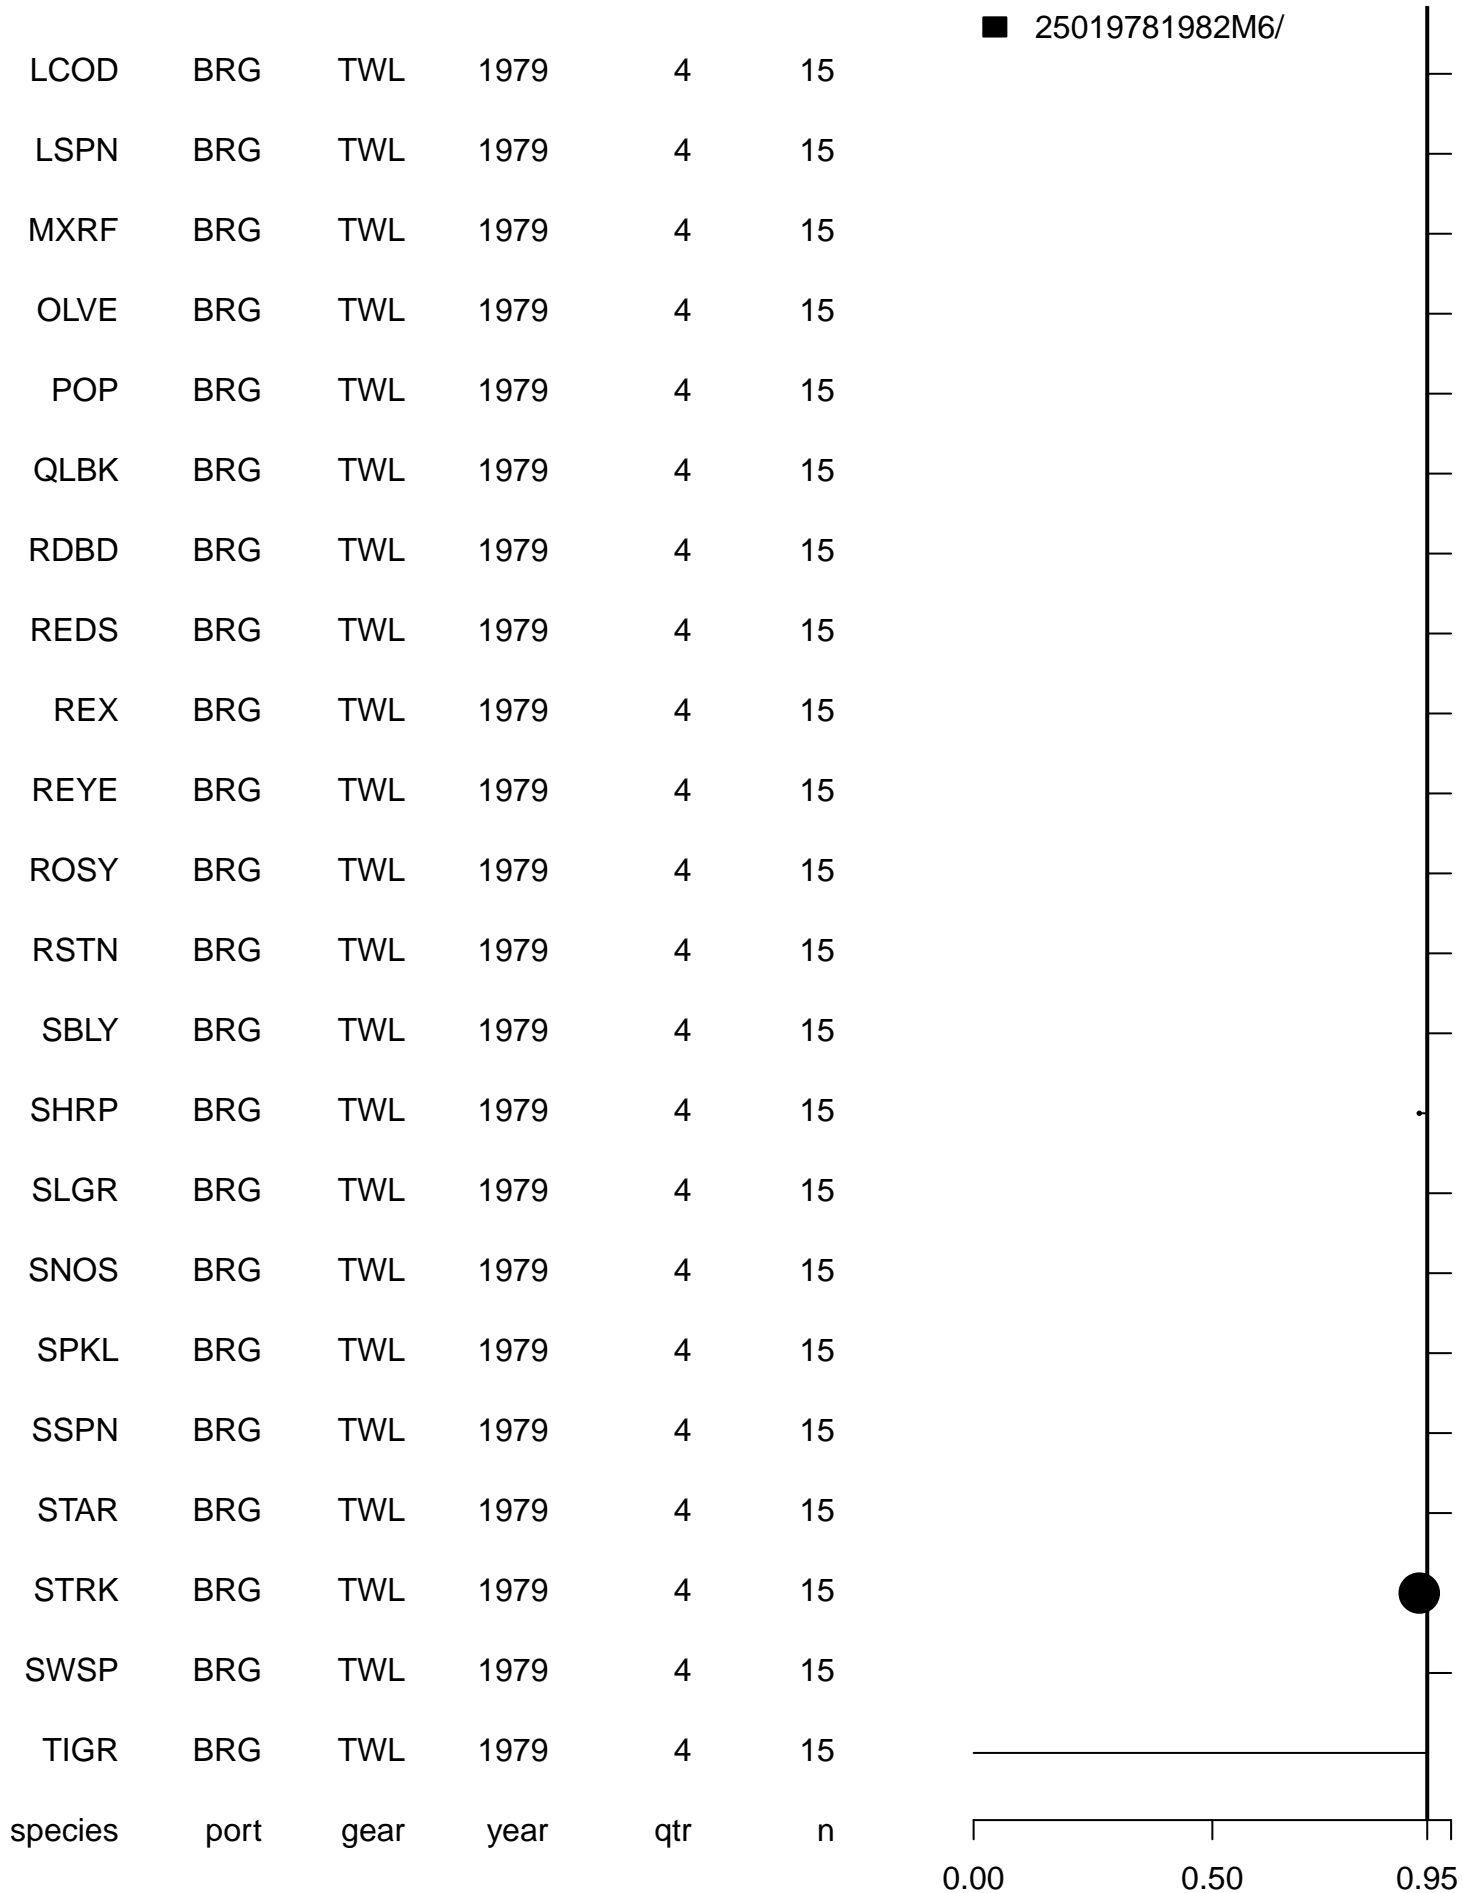 25019781982M6/
LCOD BRG TWL 1979 4 15
LSPN BRG TWL 1979 4 15
MXRF BRG TWL 1979 4 15
OLVE BRG TWL 1979 4 15
POP BRG TWL 1979 4 15
QLBK BRG TWL 1979 4 15
RDBD BRG TWL 1979 4 15
REDS BRG TWL 1979 4 15
REX BRG TWL 1979 4 15
REYE BRG TWL 1979 4 15
ROSY BRG TWL 1979 4 15
RSTN BRG TWL 1979 4 15
SBLY BRG TWL 1979 4 15
SHRP BRG TWL 1979 4 15
SLGR BRG TWL 1979 4 15
SNOS BRG TWL 1979 4 15
SPKL BRG TWL 1979 4 15
SSPN BRG TWL 1979 4 15
STAR BRG TWL 1979 4 15
STRK BRG TWL 1979 4 15
SWSP BRG TWL 1979 4 15
TIGR BRG TWL 1979 4 15
species port gear year qtr n
0.00 0.50 0.95